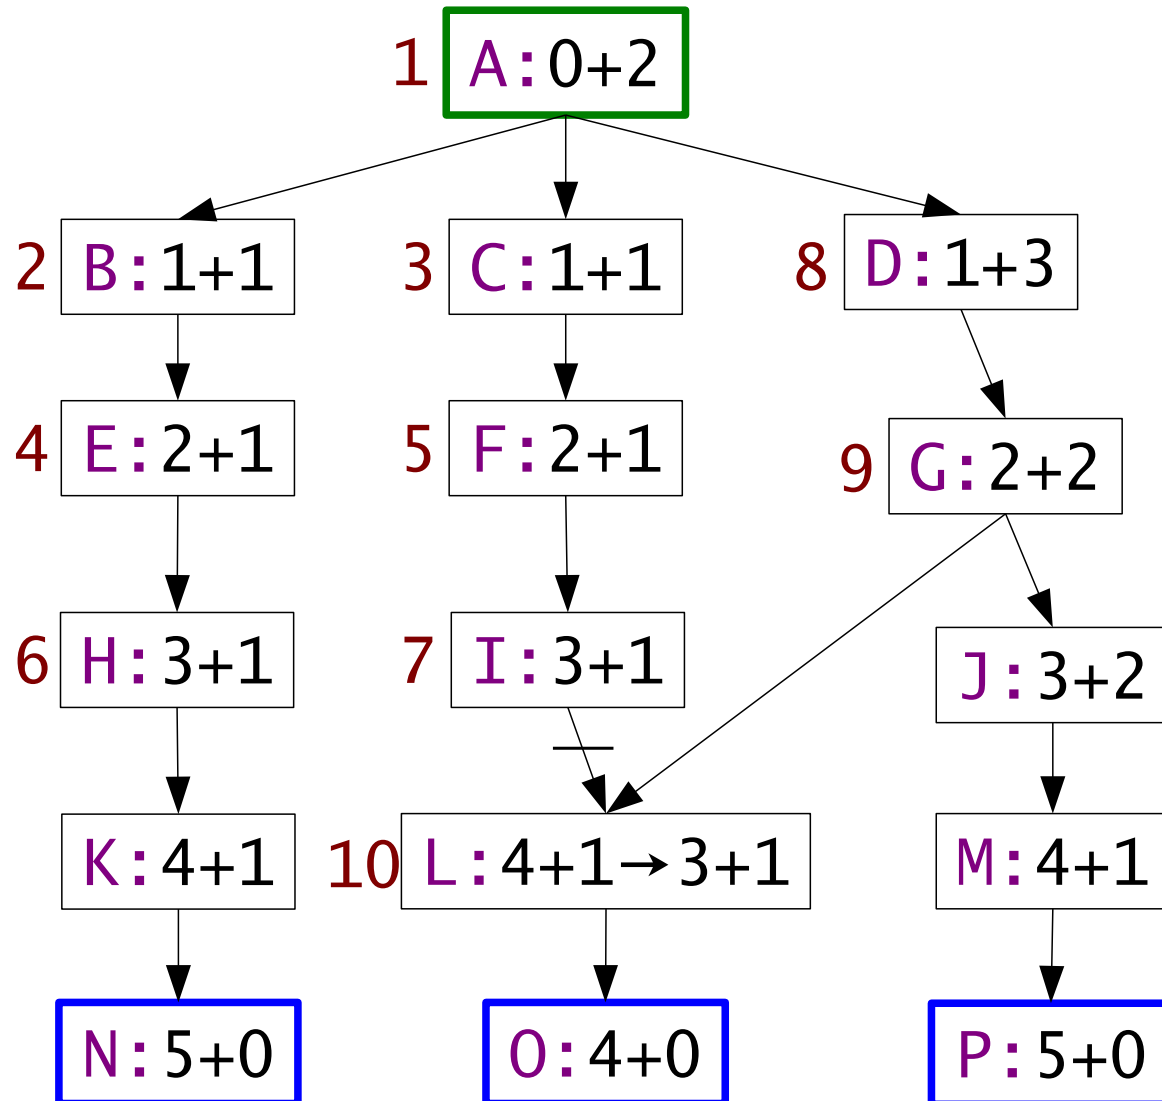 1 A:0+2
2 B:1+1 3 C:1+1 8 D:1+3
4 E:2+1 5 F:2+1 9 G:2+2
6 H:3+1 7 I:3+1 J:3+2
K:4+1 10 L:4+1→3+1 M:4+1
N:5+0 O:4+0 P:5+0